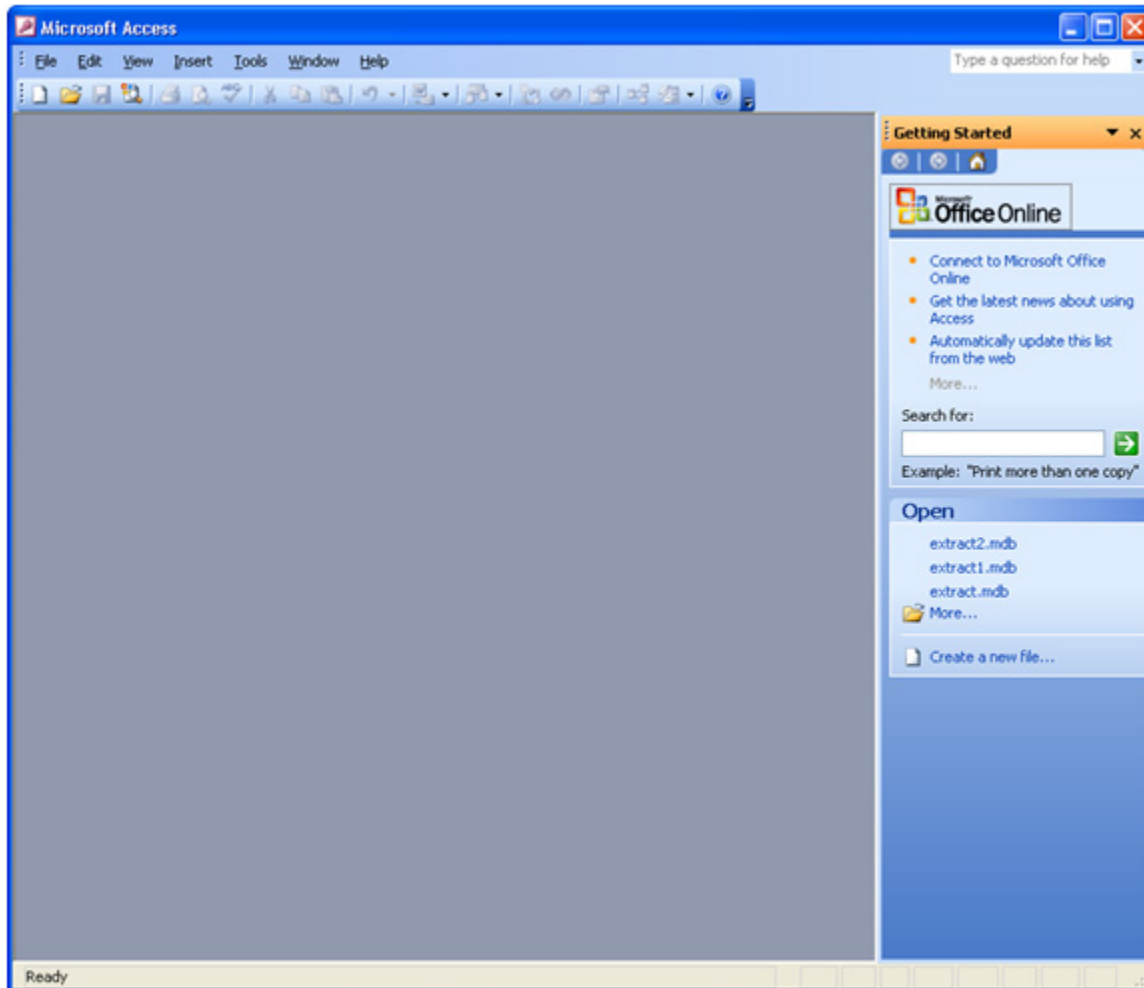 Microsoft Access
File Edit View Insert Tools Window Help
Type a question for help
Getting Started
Microsoft
Office Online
Connect to Microsoft Office
Online
Get the latest news about using
Access
Automatically update this list
from the web
More...
Search for:
Example: "Print more than one copy"
Open
extract2.mdb
extract1.mdb
extract.mdb
More...
Create a new file...
Ready